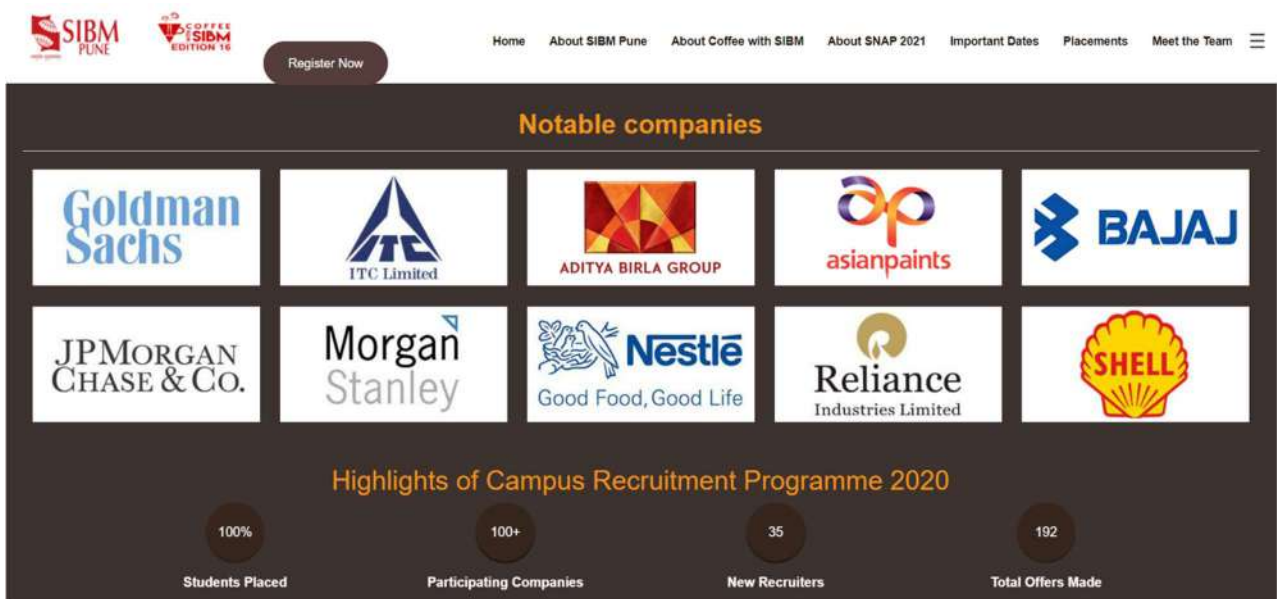 SIBM
PUNE
COFFEE
SIBM
EDITION 16
Register Now
Home
About SIBM Pune
About Coffee with SIBM
About SNAP 2021
Important Dates
Placements
Meet the Team
Notable companies
Goldman
Sachs
ITC
ITC Limited
ADITYA BIRLA GROUP
ap
asianpaints
BAJAJ
JPMORGAN
CHASE & CO.
Morgan
Stanley
Nestlé
Good Food, Good Life
Reliance
Industries Limited
SHELL
Highlights of Campus Recruitment Programme 2020
100%
100+
35
192
Students Placed
Participating Companies
New Recruiters
Total Offers Made